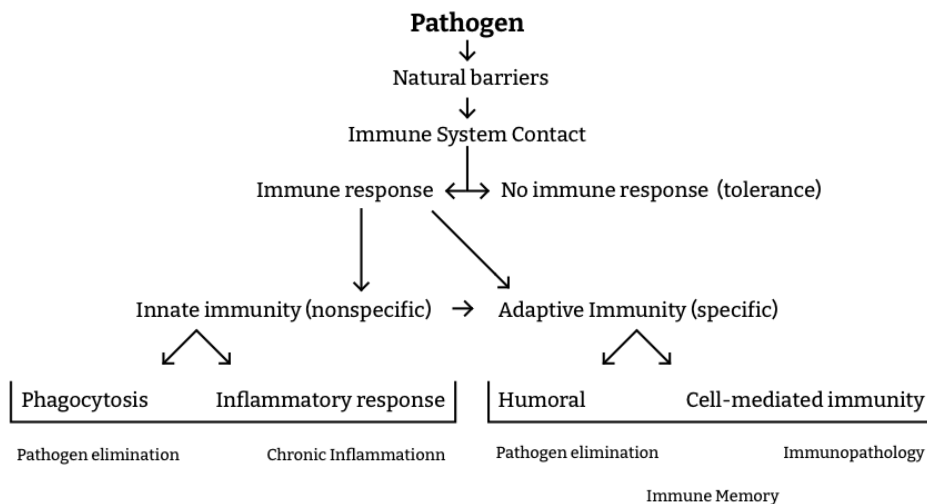 Pathogen
Natural barriers
Immune System Contact
Immune response
No immune response (tolerance)
Innate immunity (nonspecific)
Adaptive Immunity (specific)
Phagocytosis
Inflammatory response
Humoral
Cell-mediated immunity
Pathogen elimination
Chronic Inflammationn
Pathogen elimination
Immunopathology
Immune Memory